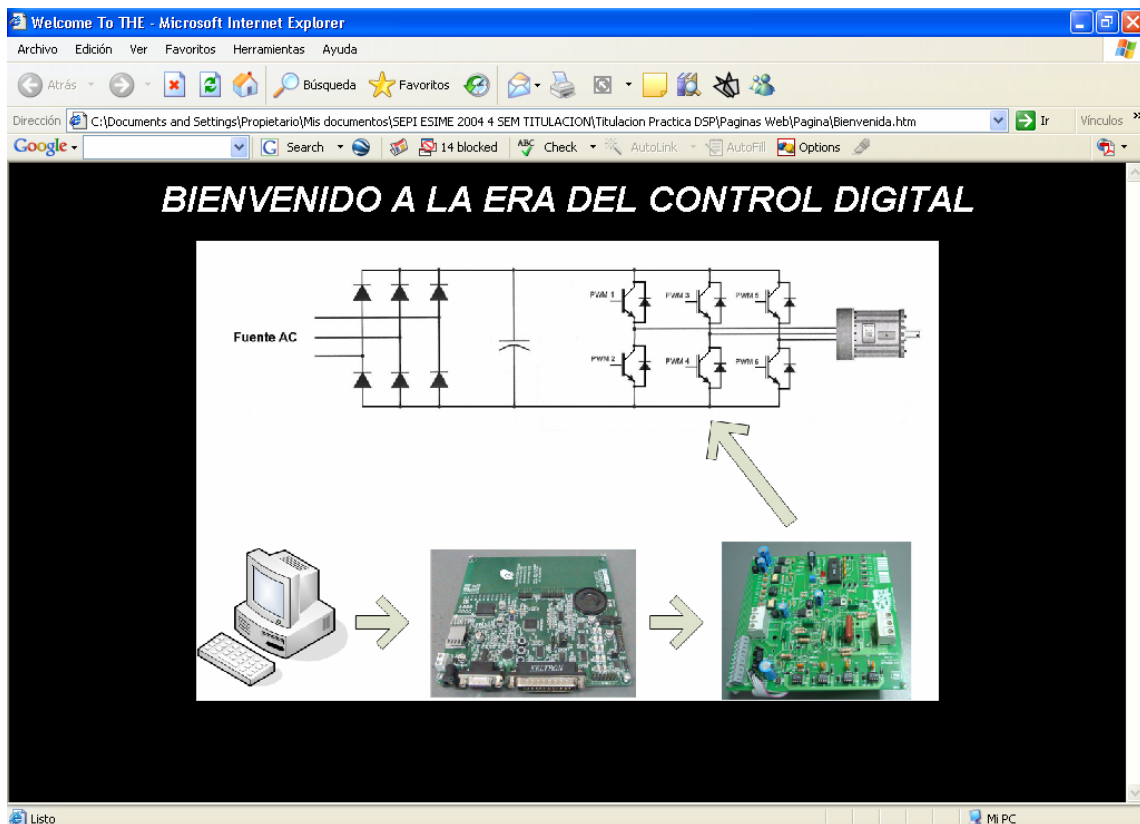 Welcome To THE - Microsoft Internet Explorer
Archivo Edición Ver Favoritos Herramientas Ayuda
Atrás Búsqueda Favoritos
Dirección C:\Documents and Settings\Propietario\Mis documentos\SEPI ESIME 2004 4 SEM TITULACION\Titulacion Practica DSP\Paginas Web\Pagina\Bienvenida.htm Ir Vínculos »
Google Search 14 blocked ABC Check AutoLink AutoFill Options
BIENVENIDO A LA ERA DEL CONTROL DIGITAL
PWM 1 PWM 3 PWM 5
Fuente AC
PWM 2 PWM 4 PWM 6
Listo Mi PC